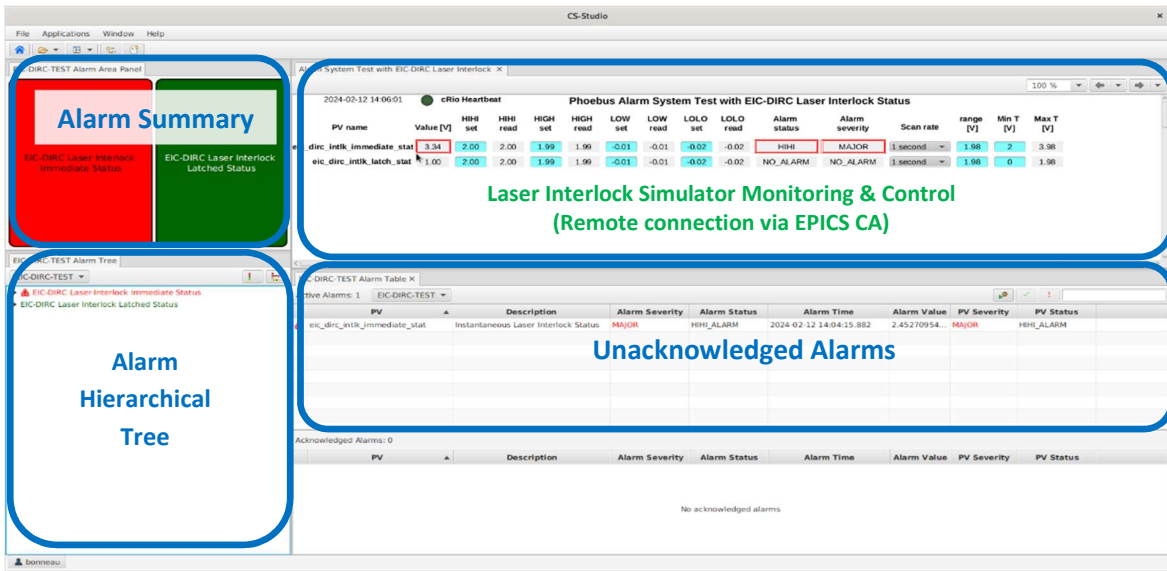 CS-Studio
File Applications Window Help
EIC-DIRC-TEST Alarm Area Panel
Alarm Summary
EIC-DIRC Laser Interlock Immediate Status
EIC-DIRC Laser Interlock Latched Status
Alarm System Test with EIC-DIRC Laser Interlock
100 %
2024-02-12 14:06:01 cRio Heartbeat Phoebus Alarm System Test with EIC-DIRC Laser Interlock Status
PV name Value [V] HIHI set HIHI read HIGH set HIGH read LOW set LOW read LOLO set LOLO read Alarm status Alarm severity Scan rate range [V] Min T [V] Max T [V]
dirc_intlk_immediate_stat 3.34 2.00 2.00 1.99 1.99 -0.01 -0.01 -0.02 -0.02 HIHI MAJOR 1 second 1.98 2 3.98
eic_dirc_intlk_latch_stat 1.00 2.00 2.00 1.99 1.99 -0.01 -0.01 -0.02 -0.02 NO_ALARM NO_ALARM 1 second 1.98 0 1.98
Laser Interlock Simulator Monitoring & Control
(Remote connection via EPICS CA)
EIC-DIRC-TEST Alarm Tree
EIC-DIRC-TEST
EIC-DIRC Laser Interlock Immediate Status
EIC-DIRC Laser Interlock Latched Status
Alarm
Hierarchical
Tree
EIC-DIRC-TEST Alarm Table
Active Alarms: 1 EIC-DIRC-TEST
PV Description Alarm Severity Alarm Status Alarm Time Alarm Value PV Severity PV Status
eic_dirc_intlk_immediate_stat Instantaneous Laser Interlock Status MAJOR HIHI_ALARM 2024-02-12 14:04:15.882 2.45270954... MAJOR HIHI_ALARM
Unacknowledged Alarms
Acknowledged Alarms: 0
PV Description Alarm Severity Alarm Status Alarm Time Alarm Value PV Severity PV Status
No acknowledged alarms
bonneau